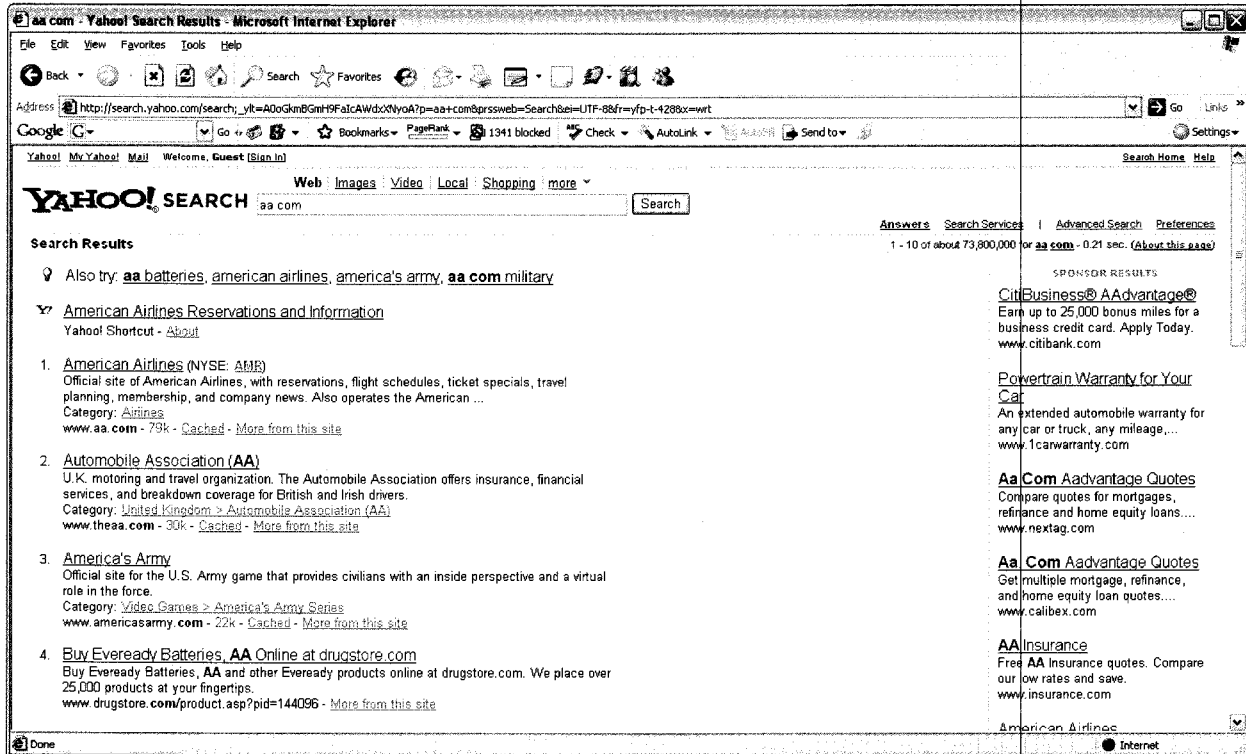 aa com - Yahoo! Search Results - Microsoft Internet Explorer
File Edit View Favorites Tools Help
Back Search Favorites
Address http://search.yahoo.com/search;_ylt=A0oGkmBGmH9FaIcAWdxXNyoA?p=aa+com&prssweb=Search&ei=UTF-8&fr=yfp-t-428&x=wrt Go Links »
Google G Go Bookmarks PageRank 1341 blocked Check AutoLink AutoFill Send to Settings
Yahoo! My Yahoo! Mail Welcome, Guest [Sign In] Search Home Help
Web Images Video Local Shopping more
YAHOO! SEARCH aa com Search
Answers Search Services | Advanced Search Preferences
Search Results 1 - 10 of about 73,800,000 for aa com - 0.21 sec. (About this page)
Also try: aa batteries, american airlines, america's army, aa com military
Y! American Airlines Reservations and Information
Yahoo! Shortcut - About
1. American Airlines (NYSE: AMR)
Official site of American Airlines, with reservations, flight schedules, ticket specials, travel
planning, membership, and company news. Also operates the American ...
Category: Airlines
www.aa.com - 79k - Cached - More from this site
2. Automobile Association (AA)
U.K. motoring and travel organization. The Automobile Association offers insurance, financial
services, and breakdown coverage for British and Irish drivers.
Category: United Kingdom > Automobile Association (AA)
www.theaa.com - 30k - Cached - More from this site
3. America's Army
Official site for the U.S. Army game that provides civilians with an inside perspective and a virtual
role in the force.
Category: Video Games > America's Army Series
www.americasarmy.com - 22k - Cached - More from this site
4. Buy Eveready Batteries, AA Online at drugstore.com
Buy Eveready Batteries, AA and other Eveready products online at drugstore.com. We place over
25,000 products at your fingertips.
www.drugstore.com/product.asp?pid=144096 - More from this site
SPONSOR RESULTS
CitiBusiness® AAdvantage®
Earn up to 25,000 bonus miles for a
business credit card. Apply Today.
www.citibank.com
Powertrain Warranty for Your
Car
An extended automobile warranty for
any car or truck, any mileage,...
www.1carwarranty.com
Aa Com Aadvantage Quotes
Compare quotes for mortgages,
refinance and home equity loans....
www.nextag.com
Aa Com Aadvantage Quotes
Get multiple mortgage, refinance,
and home equity loan quotes....
www.calibex.com
AA Insurance
Free AA Insurance quotes. Compare
our low rates and save.
www.insurance.com
American Airlines
Done Internet